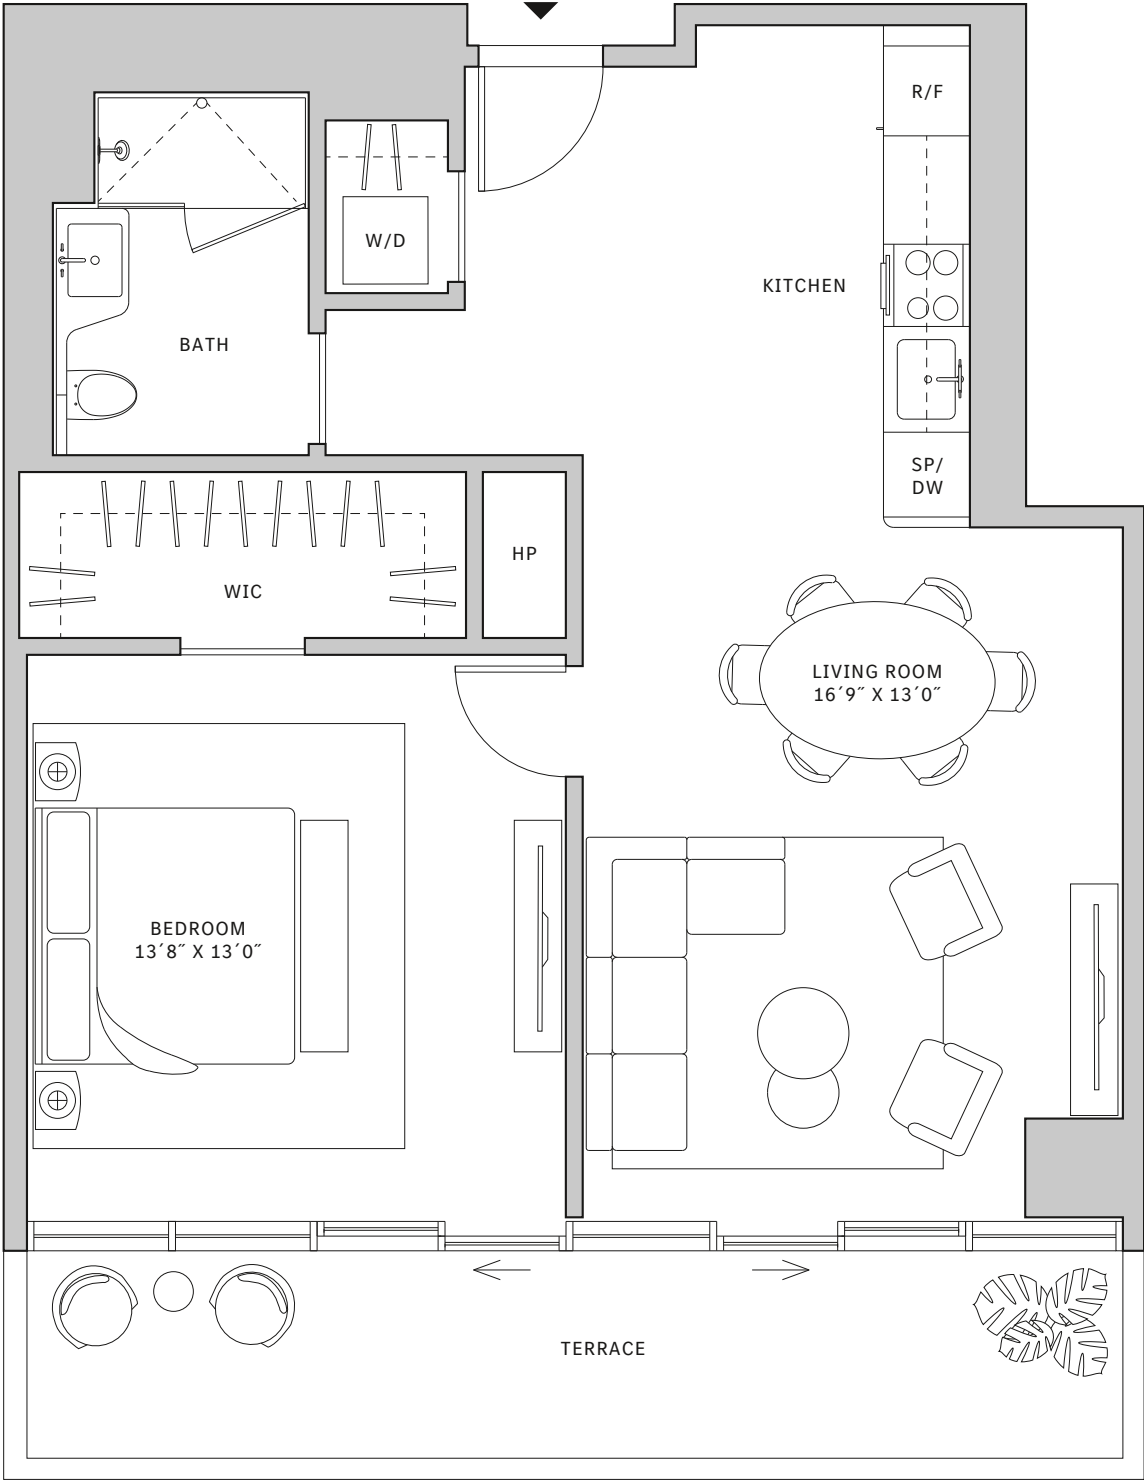 R/F
W/D
KITCHEN
BATH
SP/
DW
HP
WIC
LIVING ROOM
16´9˝ X 13´0˝
BEDROOM
13´8˝ X 13´0˝
TERRACE